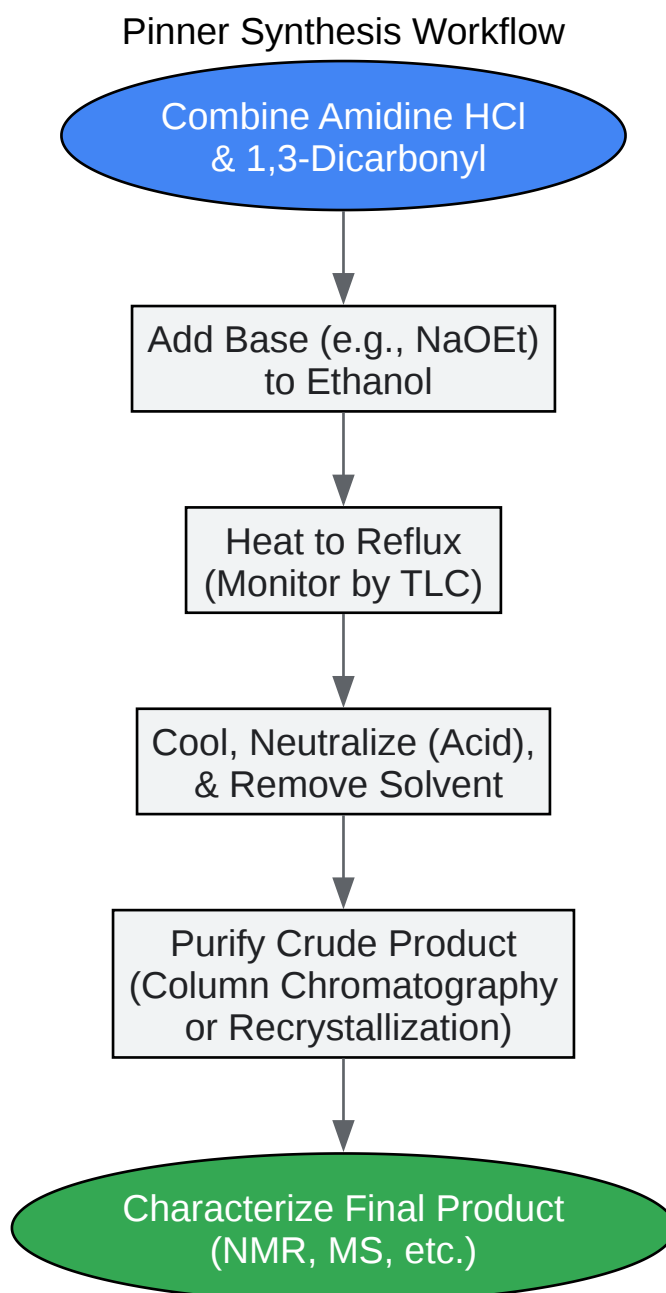 Pinner Synthesis Workflow
Combine Amidine HCl
& 1,3-Dicarbonyl
Add Base (e.g., NaOEt)
to Ethanol
Heat to Reflux
(Monitor by TLC)
Cool, Neutralize (Acid),
& Remove Solvent
Purify Crude Product
(Column Chromatography
or Recrystallization)
Characterize Final Product
(NMR, MS, etc.)